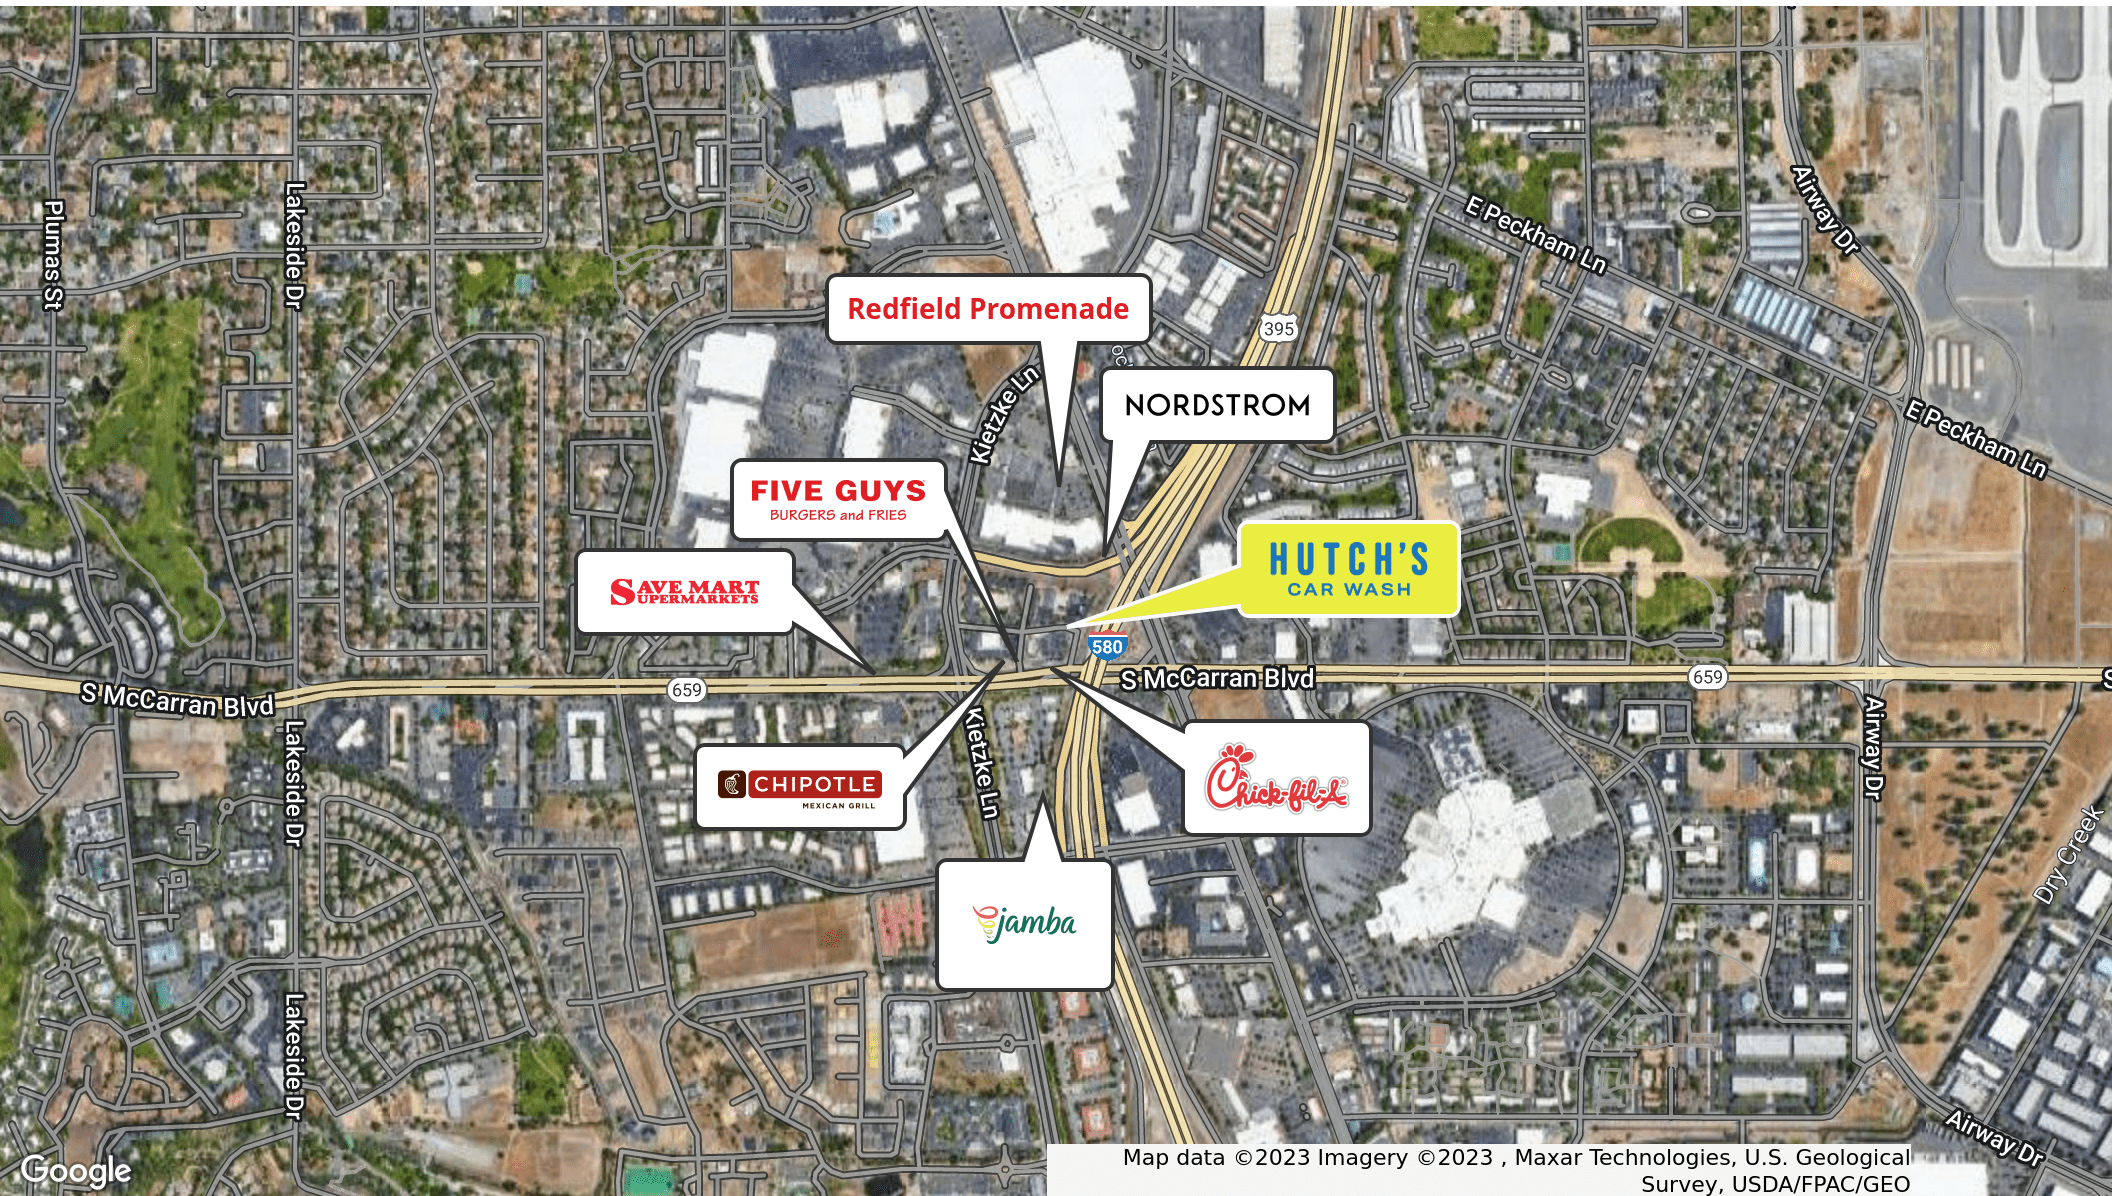 Plumas St
Lakeside Dr
E Peckham Ln
Airway Dr
Redfield Promenade
395
NORDSTROM
Kietzke Ln
E Peckham Ln
FIVE GUYS
BURGERS and FRIES
HUTCH'S
CAR WASH
SAVE MART
SUPERMARKETS
580
S McCarran Blvd
659
S McCarran Blvd
659
S
Lakeside Dr
Kietzke Ln
Airway Dr
CHIPOTLE
MEXICAN GRILL
Chick-fil-A
Dry Creek
jamba
Lakeside Dr
Airway Dr
Google
Map data ©2023 Imagery ©2023 , Maxar Technologies, U.S. Geological
Survey, USDA/FPAC/GEO